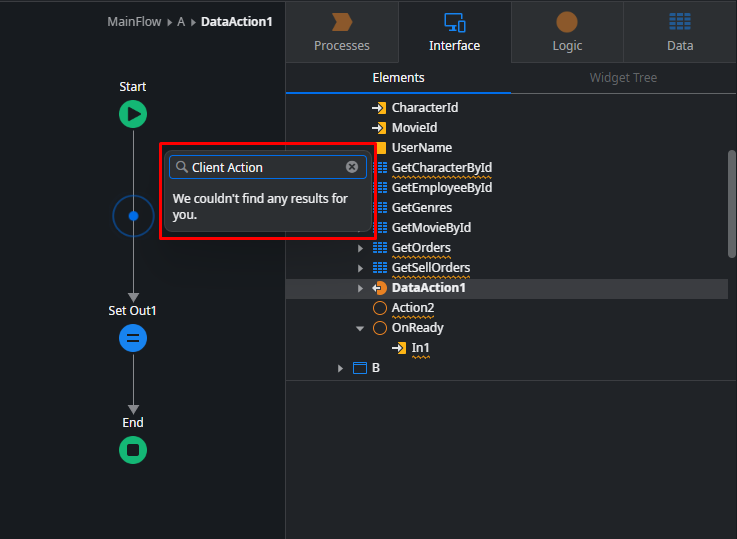 MainFlow ▸ A ▸ DataAction1
Processes
Interface
Logic
Data
Elements
Widget Tree
Start
Client Action
We couldn't find any results for
you.
Set Out1
End
CharacterId
MovieId
UserName
GetCharacterById
GetEmployeeById
GetGenres
GetMovieById
GetOrders
GetSellOrders
DataAction1
Action2
OnReady
In1
B